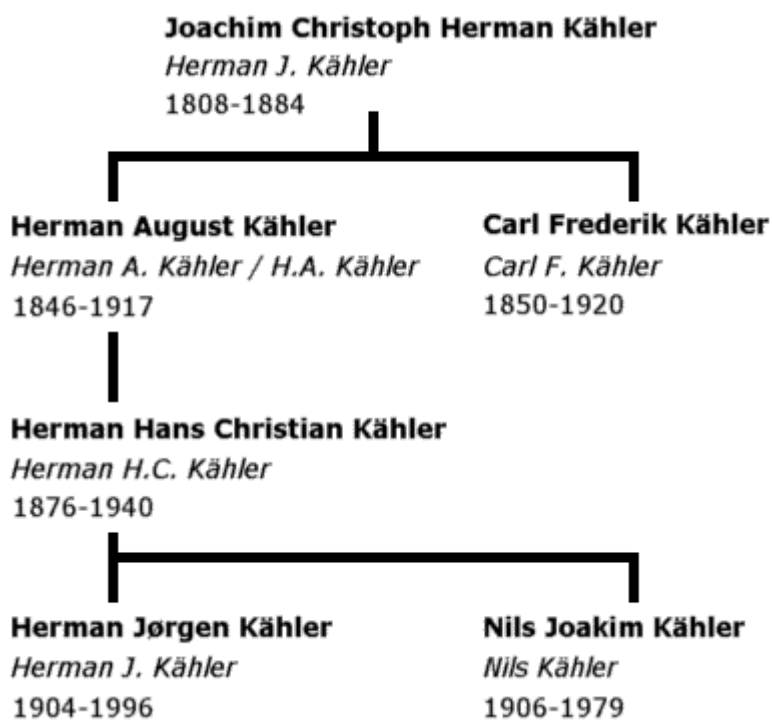 Joachim Christoph Herman Kähler
Herman J. Kähler
1808-1884
Herman August Kähler
Herman A. Kähler / H.A. Kähler
1846-1917
Carl Frederik Kähler
Carl F. Kähler
1850-1920
Herman Hans Christian Kähler
Herman H.C. Kähler
1876-1940
Herman Jørgen Kähler
Herman J. Kähler
1904-1996
Nils Joakim Kähler
Nils Kähler
1906-1979